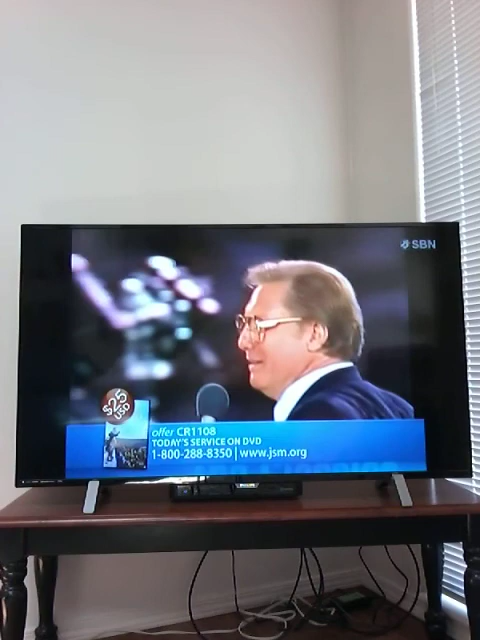 SBN
$25
USD
offer CR1108
TODAY'S SERVICE ON DVD
1-800-288-8350 | www.jsm.org